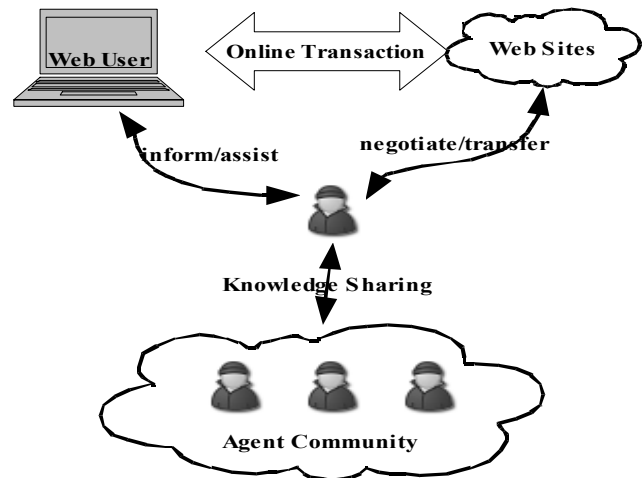 Web User
Online Transaction
Web Sites
inform/assist
negotiate/transfer
Knowledge Sharing
Agent Community